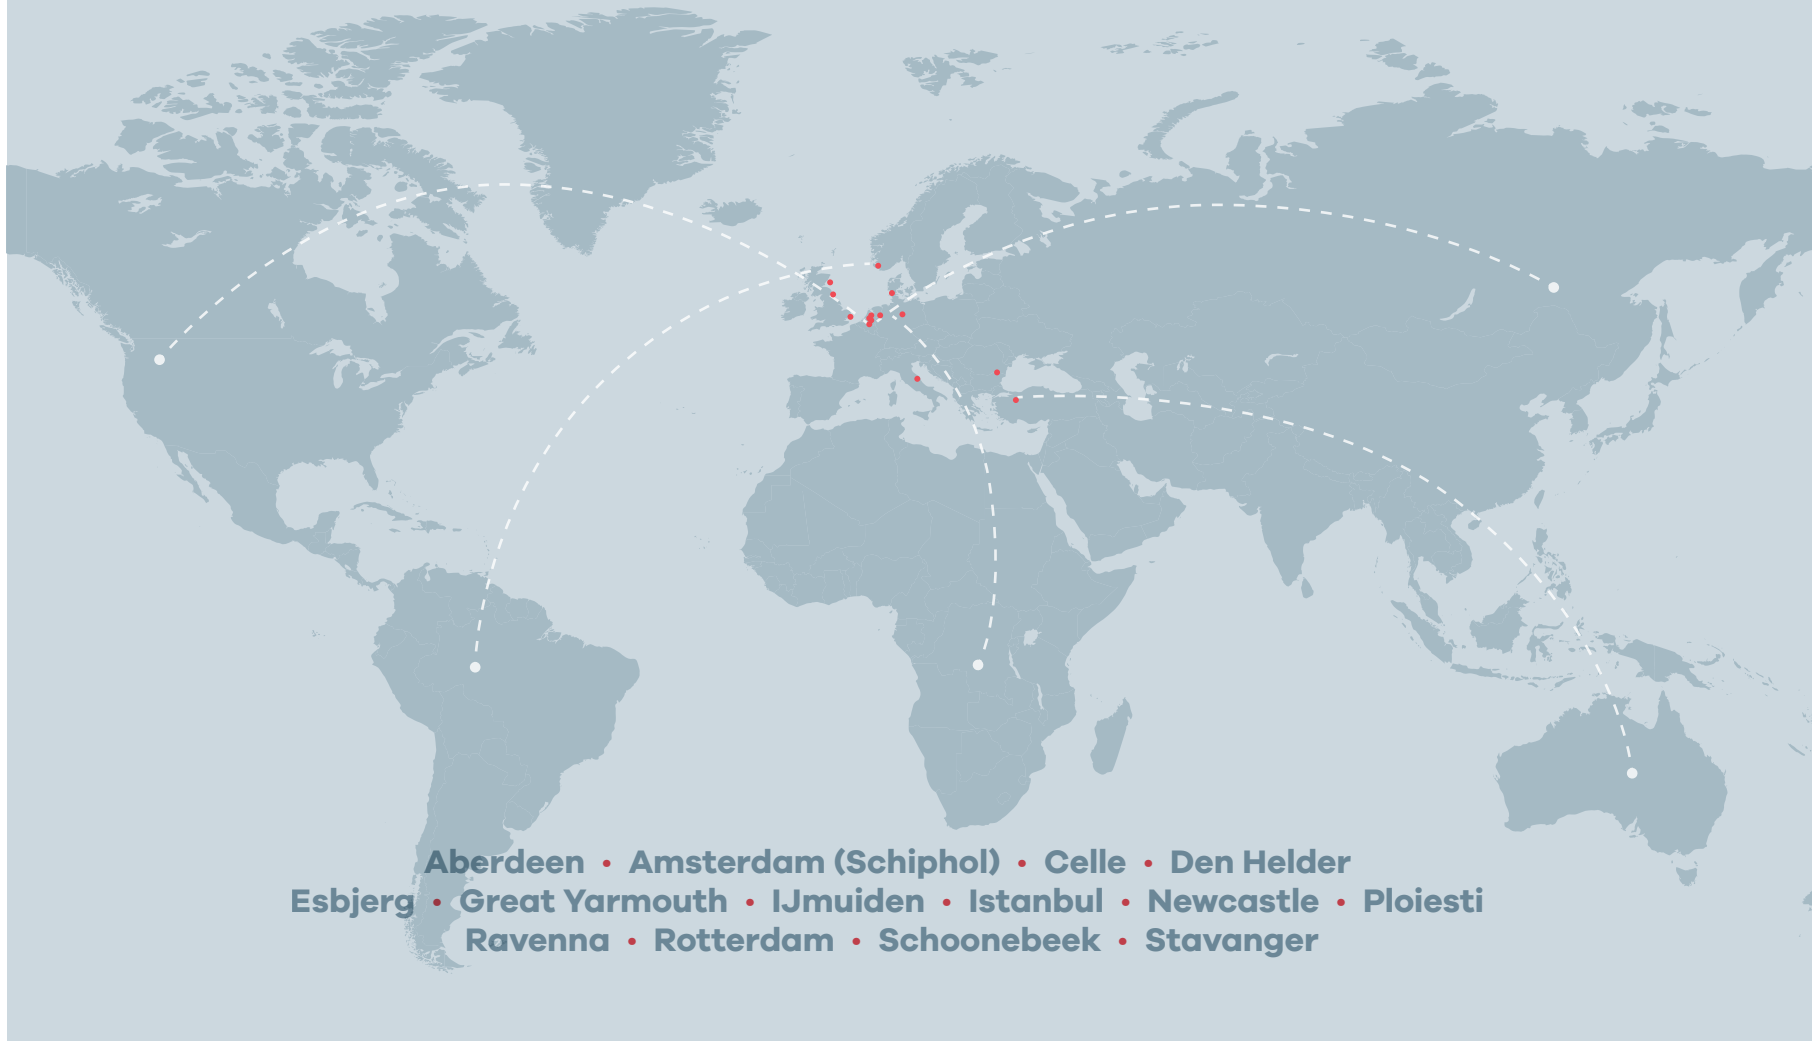 Aberdeen • Amsterdam (Schiphol) • Celle • Den Helder
Esbjerg • Great Yarmouth • IJmuiden • Istanbul • Newcastle • Ploiesti
Ravenna • Rotterdam • Schoonebeek • Stavanger